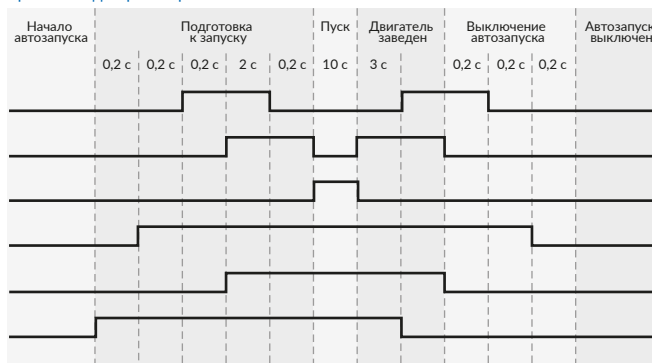 Начало
автозапуска
Подготовка
к запуску
Пуск
Двигатель
заведен
Выключение
автозапуска
Автозапуск
выключен
0,2 с 0,2 с 0,2 с 2 с 0,2 с 10 с 3 с 0,2 с 0,2 с 0,2 с